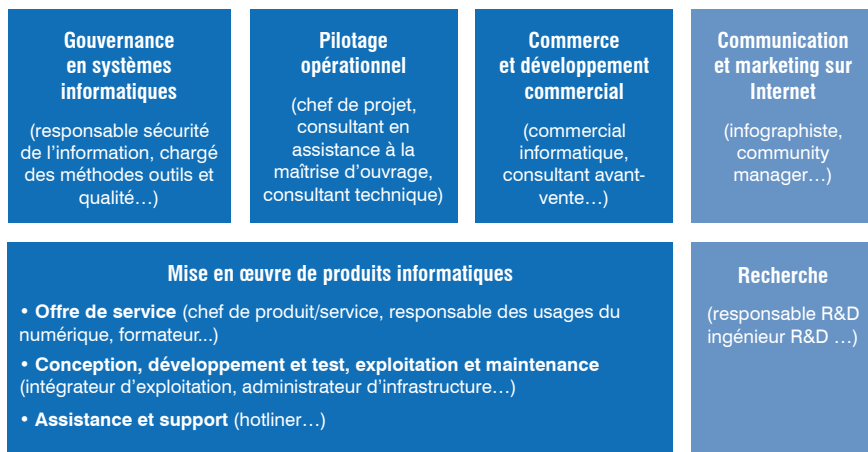 Gouvernance
en systèmes
informatiques
(responsable sécurité
de l’information, chargé
des méthodes outils et
qualité…)
Pilotage
opérationnel
(chef de projet,
consultant en
assistance à la
maîtrise d’ouvrage,
consultant technique)
Commerce
et développement
commercial
(commercial
informatique,
consultant avant-
vente…)
Communication
et marketing sur
Internet
(infographiste,
community
manager…)
Mise en œuvre de produits informatiques
• Offre de service (chef de produit/service, responsable des usages du
numérique, formateur...)
• Conception, développement et test, exploitation et maintenance
(intégrateur d’exploitation, administrateur d’infrastructure…)
• Assistance et support (hotliner…)
Recherche
(responsable R&D
ingénieur R&D …)